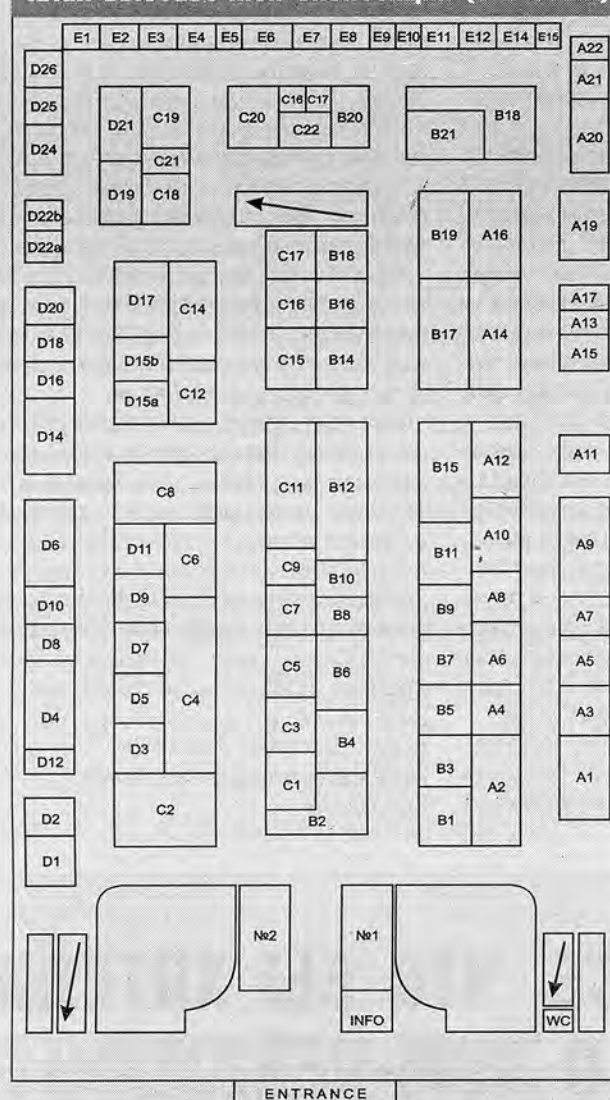 E1 E2 E3 E4 E5 E6 E7 E8 E9 E10 E11 E12 E14 E15
A22
D26
A21
D25
C16 C17
D21 C19
C20 C22 B20
B21 B18
A20
D24
C21
D19 C18
D22b
D22a
A19
B19 A16
C17 B18
D17 C14
A17
D20
C16 B16
A13
D18
B17 A14
D15b
C15 B14
A15
D16
D15a C12
D14
B15 A12
A11
C8
C11 B12
D6
D11 C6
A10
A9
B11
C9
B10
D9
D10
C7 B8
B9 A8
A7
D8
D7
C5 B6
B7 A6
A5
D5 C4
D4
B5 A4
A3
C3
D3
B4
D12
B3
A2
A1
C1
D2
C2
B2
B1
D1
№2 №1
INFO
WC
ENTRANCE